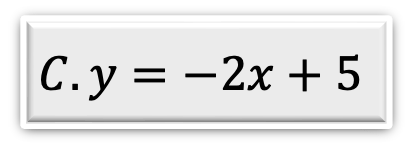 C. y = −2x + 5